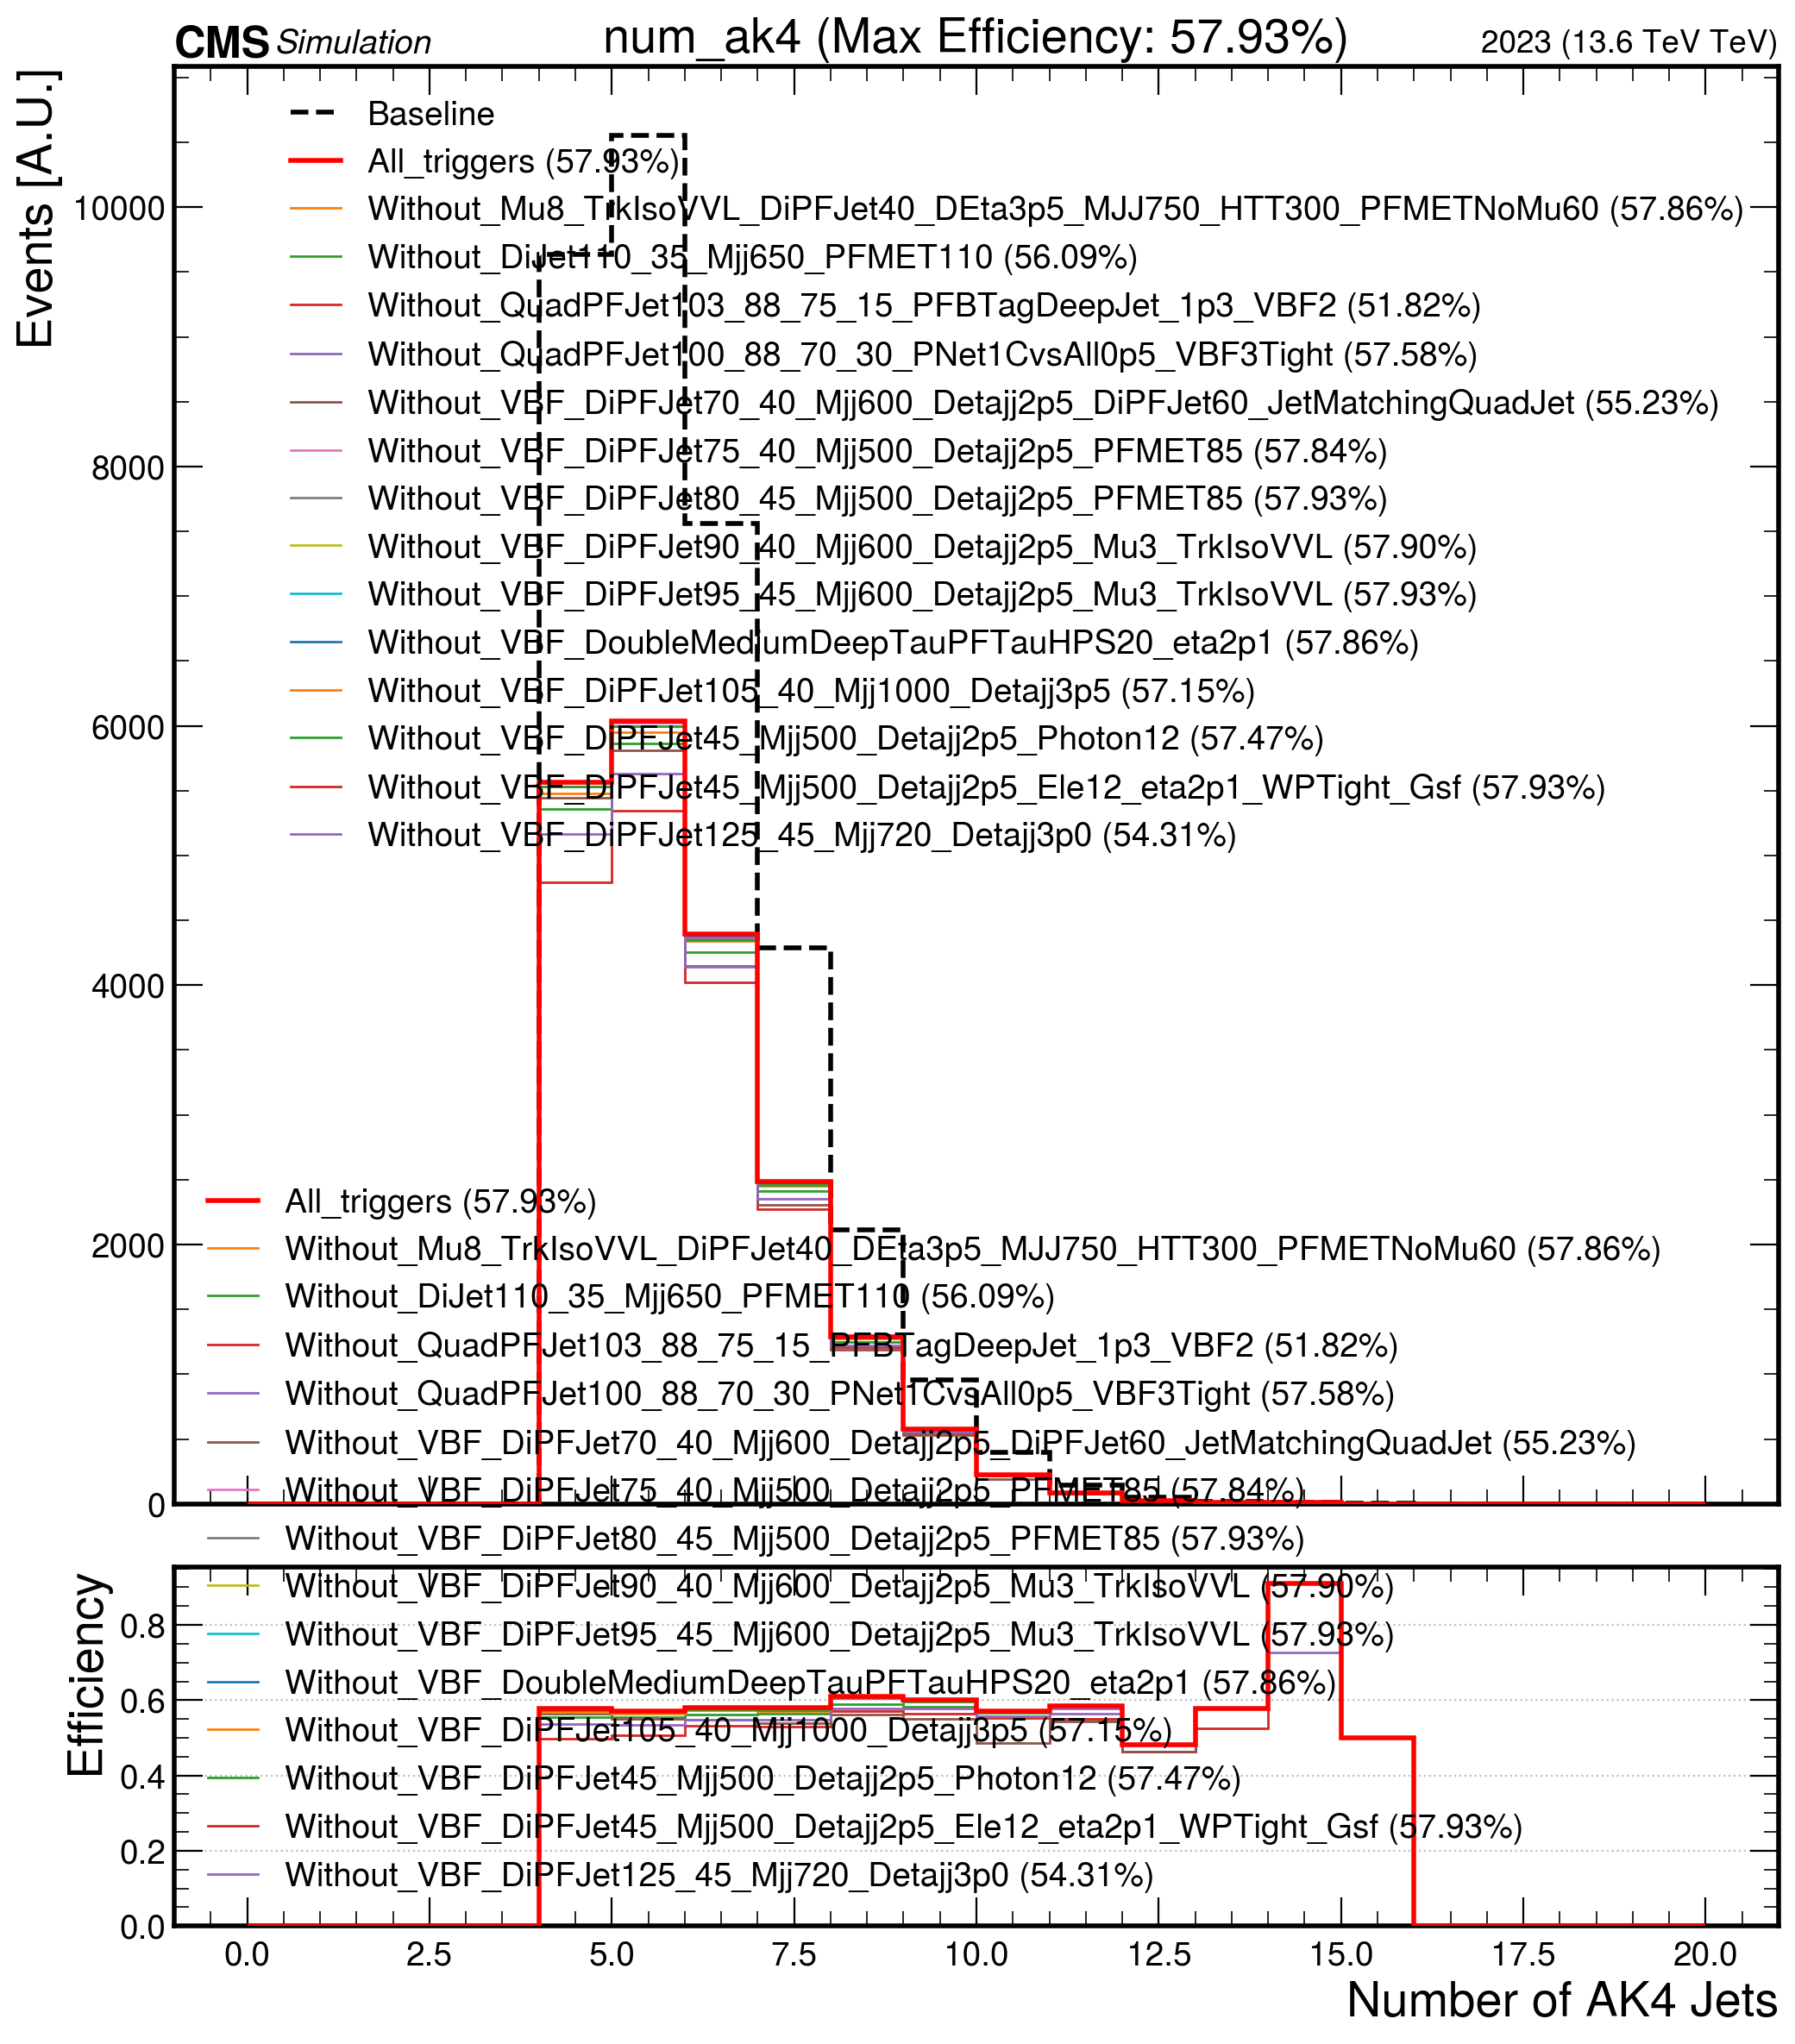 CMS Simulation num_ak4 (Max Efficiency: 57.93%) 2023 (13.6 TeV TeV)
Events [A.U.]
Baseline
All_triggers (57.93%)
Without_Mu8_TrkIsoVVL_DiPFJet40_DEta3p5_MJJ750_HTT300_PFMETNoMu60 (57.86%)
Without_DiJet110_35_Mjj650_PFMET110 (56.09%)
Without_QuadPFJet103_88_75_15_PFBTagDeepJet_1p3_VBF2 (51.82%)
Without_QuadPFJet100_88_70_30_PNet1CvsAll0p5_VBF3Tight (57.58%)
Without_VBF_DiPFJet70_40_Mjj600_Detajj2p5_DiPFJet60_JetMatchingQuadJet (55.23%)
Without_VBF_DiPFJet75_40_Mjj500_Detajj2p5_PFMET85 (57.84%)
Without_VBF_DiPFJet80_45_Mjj500_Detajj2p5_PFMET85 (57.93%)
Without_VBF_DiPFJet90_40_Mjj600_Detajj2p5_Mu3_TrkIsoVVL (57.90%)
Without_VBF_DiPFJet95_45_Mjj600_Detajj2p5_Mu3_TrkIsoVVL (57.93%)
Without_VBF_DoubleMediumDeepTauPFTauHPS20_eta2p1 (57.86%)
Without_VBF_DiPFJet105_40_Mjj1000_Detajj3p5 (57.15%)
Without_VBF_DiPFJet45_Mjj500_Detajj2p5_Photon12 (57.47%)
Without_VBF_DiPFJet45_Mjj500_Detajj2p5_Ele12_eta2p1_WPTight_Gsf (57.93%)
Without_VBF_DiPFJet125_45_Mjj720_Detajj3p0 (54.31%)
10000
8000
6000
4000
2000
0
All_triggers (57.93%)
Without_Mu8_TrkIsoVVL_DiPFJet40_DEta3p5_MJJ750_HTT300_PFMETNoMu60 (57.86%)
Without_DiJet110_35_Mjj650_PFMET110 (56.09%)
Without_QuadPFJet103_88_75_15_PFBTagDeepJet_1p3_VBF2 (51.82%)
Without_QuadPFJet100_88_70_30_PNet1CvsAll0p5_VBF3Tight (57.58%)
Without_VBF_DiPFJet70_40_Mjj600_Detajj2p5_DiPFJet60_JetMatchingQuadJet (55.23%)
Without_VBF_DiPFJet75_40_Mjj500_Detajj2p5_PFMET85 (57.84%)
Without_VBF_DiPFJet80_45_Mjj500_Detajj2p5_PFMET85 (57.93%)
Without_VBF_DiPFJet90_40_Mjj600_Detajj2p5_Mu3_TrkIsoVVL (57.90%)
Without_VBF_DiPFJet95_45_Mjj600_Detajj2p5_Mu3_TrkIsoVVL (57.93%)
Without_VBF_DoubleMediumDeepTauPFTauHPS20_eta2p1 (57.86%)
Without_VBF_DiPFJet105_40_Mjj1000_Detajj3p5 (57.15%)
Without_VBF_DiPFJet45_Mjj500_Detajj2p5_Photon12 (57.47%)
Without_VBF_DiPFJet45_Mjj500_Detajj2p5_Ele12_eta2p1_WPTight_Gsf (57.93%)
Without_VBF_DiPFJet125_45_Mjj720_Detajj3p0 (54.31%)
Efficiency
0.8
0.6
0.4
0.2
0.0
0.0 2.5 5.0 7.5 10.0 12.5 15.0 17.5 20.0
Number of AK4 Jets